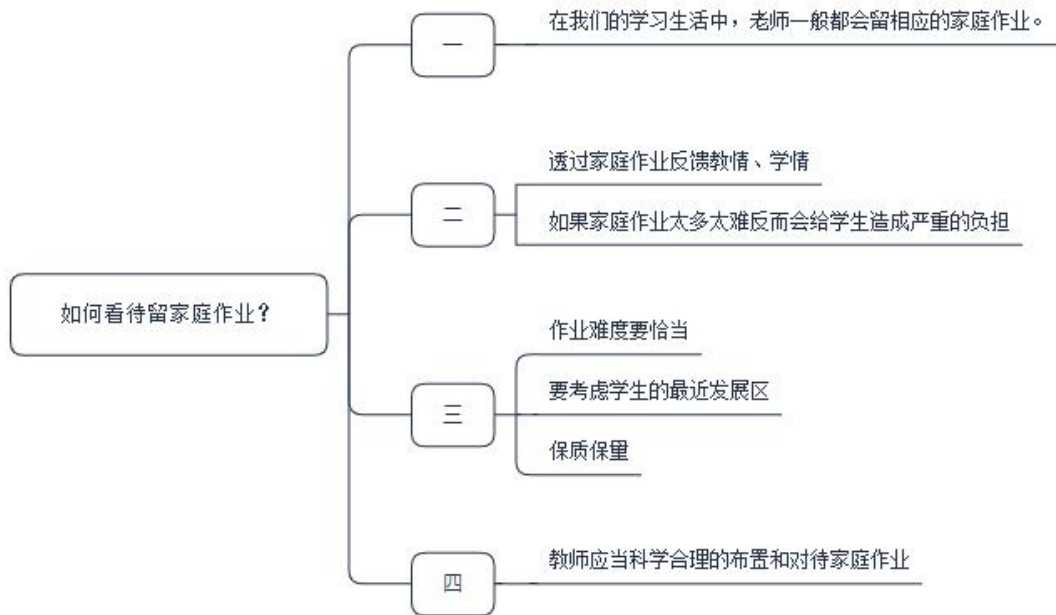 如何看待留家庭作业?
一
在我们的学习生活中，老师一般都会留相应的家庭作业。
二
透过家庭作业反馈教情、学情
如果家庭作业太多太难反而会给学生造成严重的负担
三
作业难度要恰当
要考虑学生的最近发展区
保质保量
四
教师应当科学合理的布置和对待家庭作业